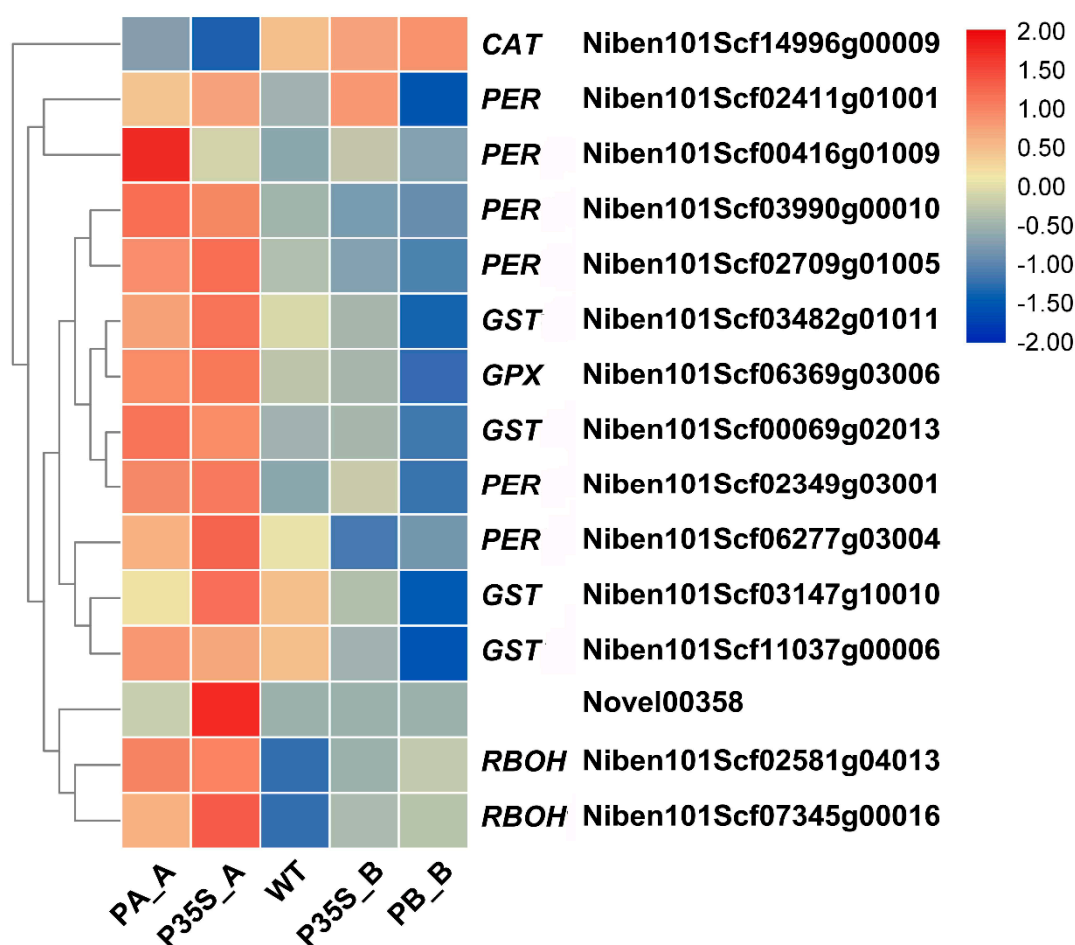 CAT Niben101Scf14996g00009
PER Niben101Scf02411g01001
PER Niben101Scf00416g01009
PER Niben101Scf03990g00010
PER Niben101Scf02709g01005
GST Niben101Scf03482g01011
GPX Niben101Scf06369g03006
GST Niben101Scf00069g02013
PER Niben101Scf02349g03001
PER Niben101Scf06277g03004
GST Niben101Scf03147g10010
GST Niben101Scf11037g00006
Novel00358
RBOH Niben101Scf02581g04013
RBOH Niben101Scf07345g00016
PA_A
P35S_A
WT
P35S_B
PB_B
2.00
1.50
1.00
0.50
0.00
-0.50
-1.00
-1.50
-2.00